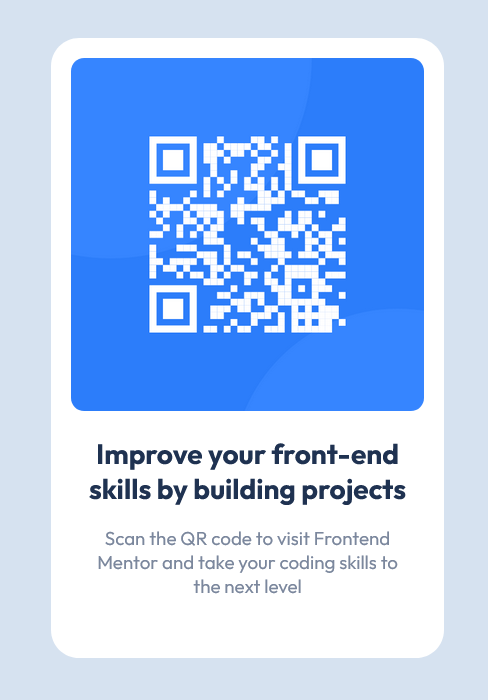 Improve your front-end
skills by building projects
Scan the QR code to visit Frontend
Mentor and take your coding skills to
the next level